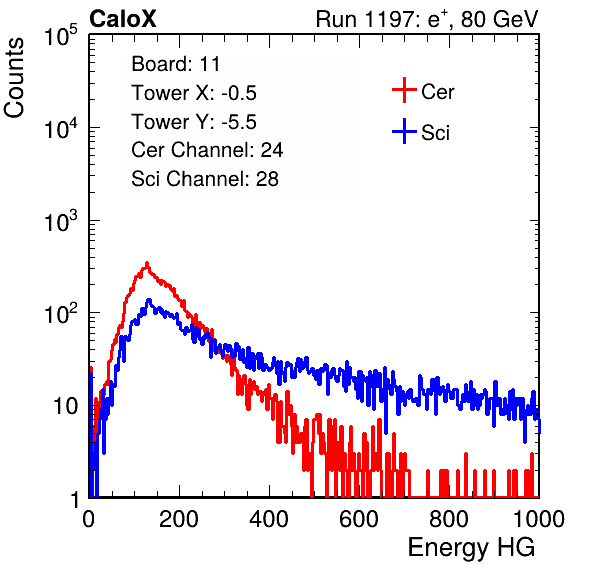 CaloX Run 1197: e⁺, 80 GeV
Counts
Board: 11
Tower X: -0.5
Tower Y: -5.5
Cer Channel: 24
Sci Channel: 28
Cer
Sci
10⁵
10⁴
10³
10²
10
1
0 200 400 600 800 1000
Energy HG